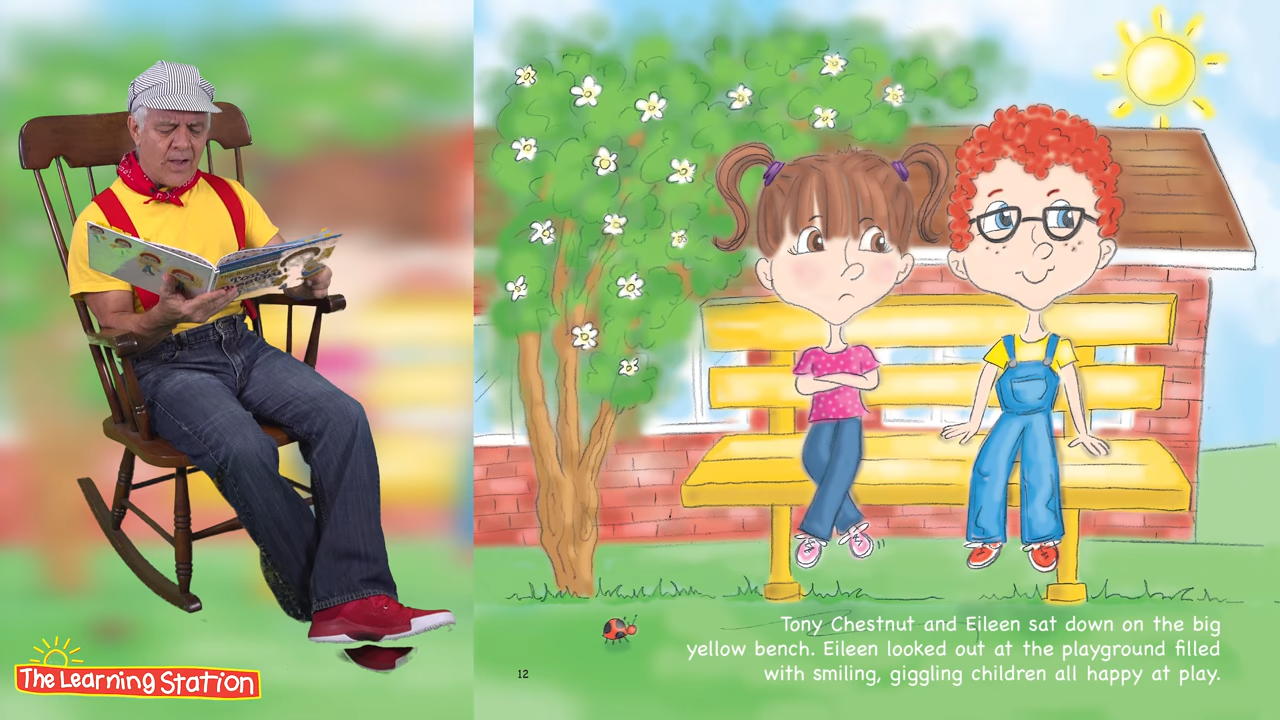 The Learning Station
12
Tony Chestnut and Eileen sat down on the big
yellow bench. Eileen looked out at the playground filled
with smiling, giggling children all happy at play.